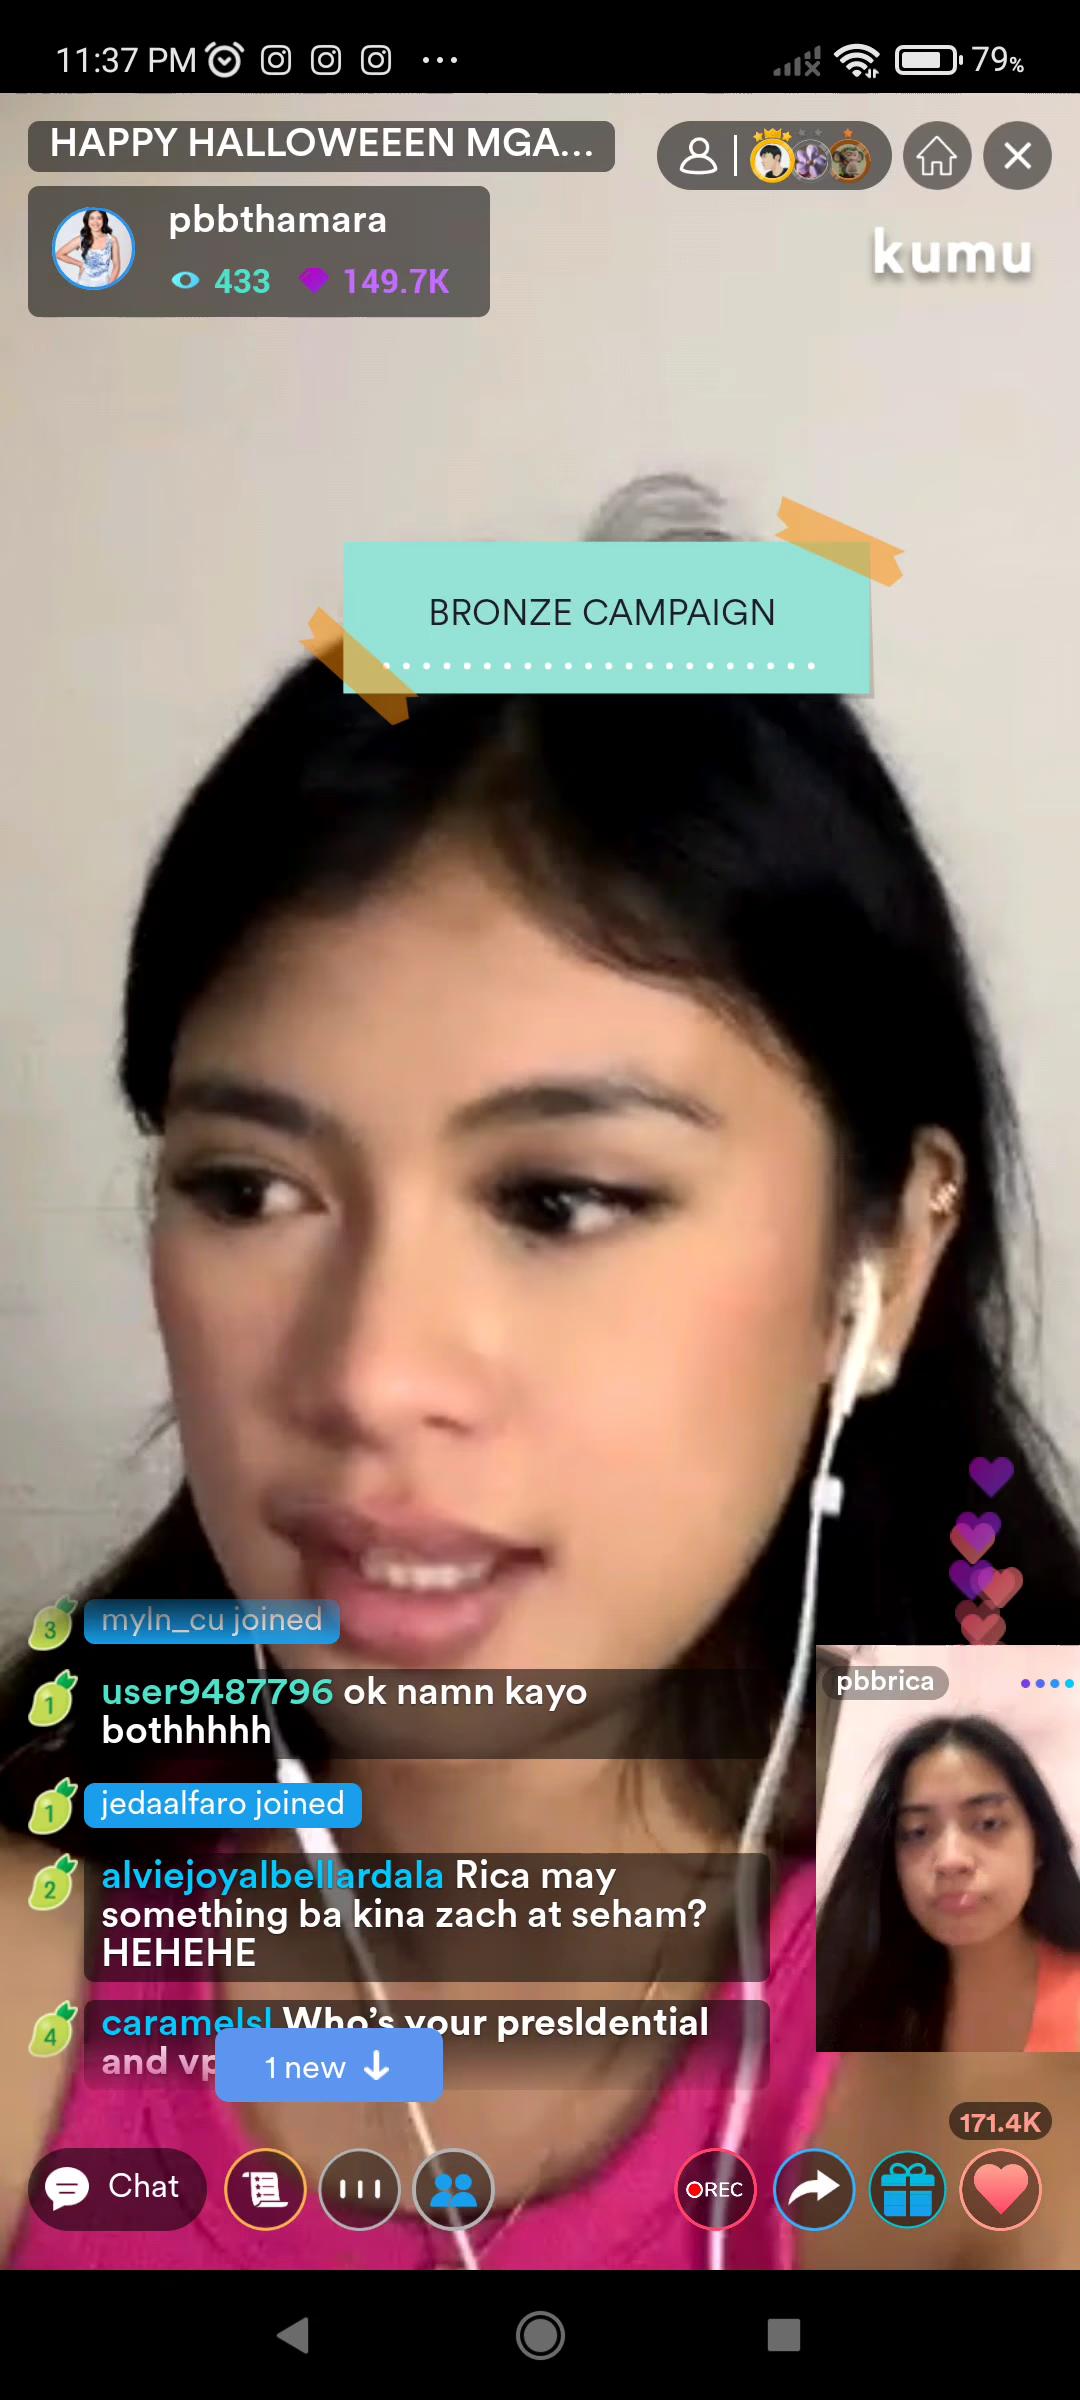 11:37 PM
79%
HAPPY HALLOWEEEN MGA...
pbbthamara
433 149.7K
kumu
BRONZE CAMPAIGN
3 myln_cu joined
1 user9487796 ok namn kayo
bothhhhh
1 jedaalfaro joined
2 alviejoyalbellardala Rica may
something ba kina zach at seham?
HEHEHE
4 caramelsl Who's your presldential
and vp
1 new
pbbrica
171.4K
Chat
REC